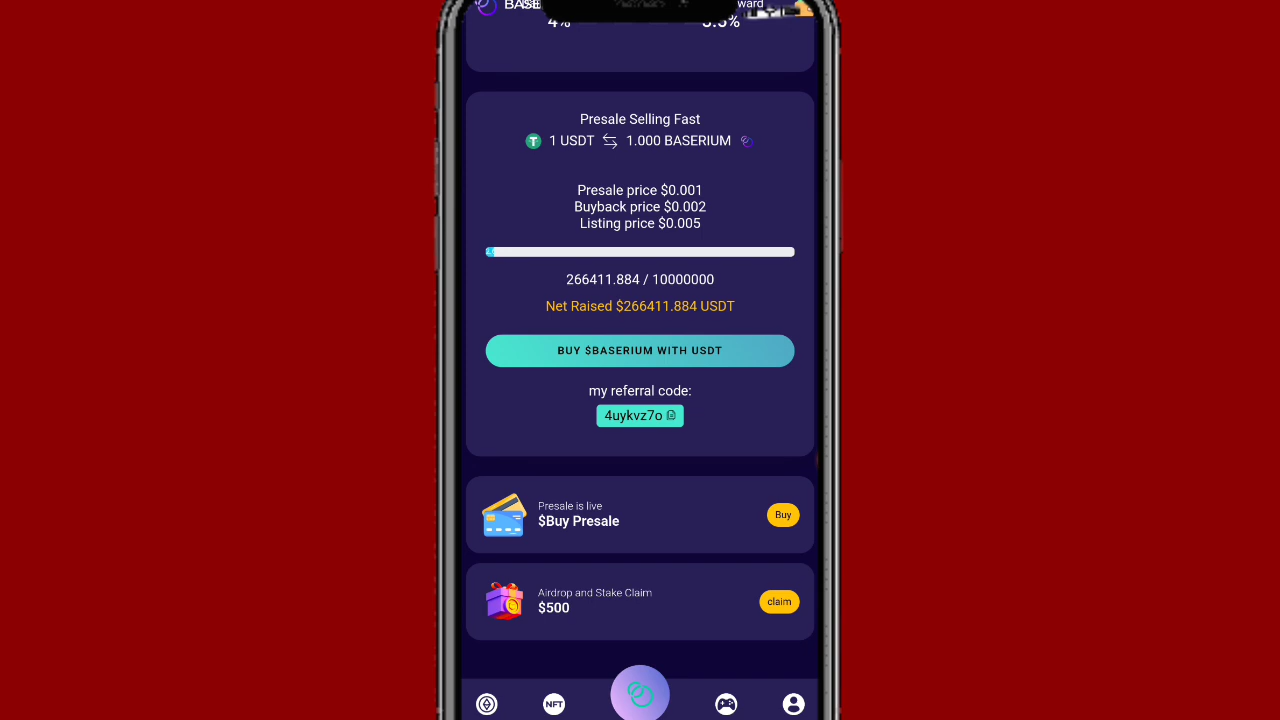 ward
4%
Presale Selling Fast
1 USDT 1.000 BASERIUM
Presale price $0.001
Buyback price $0.002
Listing price $0.005
266411.884 / 10000000
Net Raised $266411.884 USDT
BUY $BASERIUM WITH USDT
my referral code:
4uykvz7o
Presale is live
$Buy Presale
Buy
Airdrop and Stake Claim
$500
claim
NFT